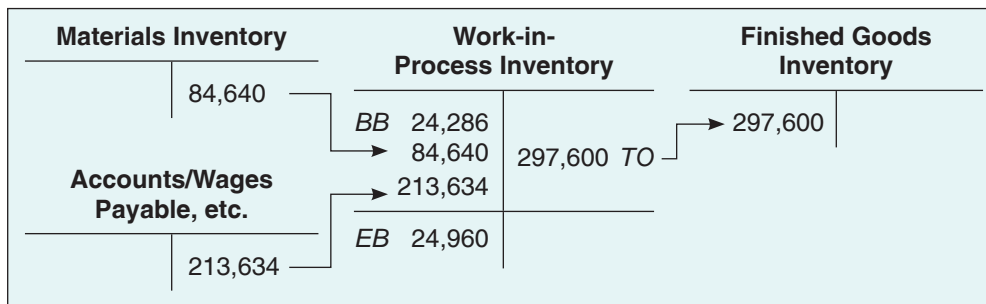 Materials Inventory
84,640
Accounts/Wages
Payable, etc.
213,634
Work-in-
Process Inventory
BB 24,286
84,640
213,634
297,600 TO
EB 24,960
Finished Goods
Inventory
297,600